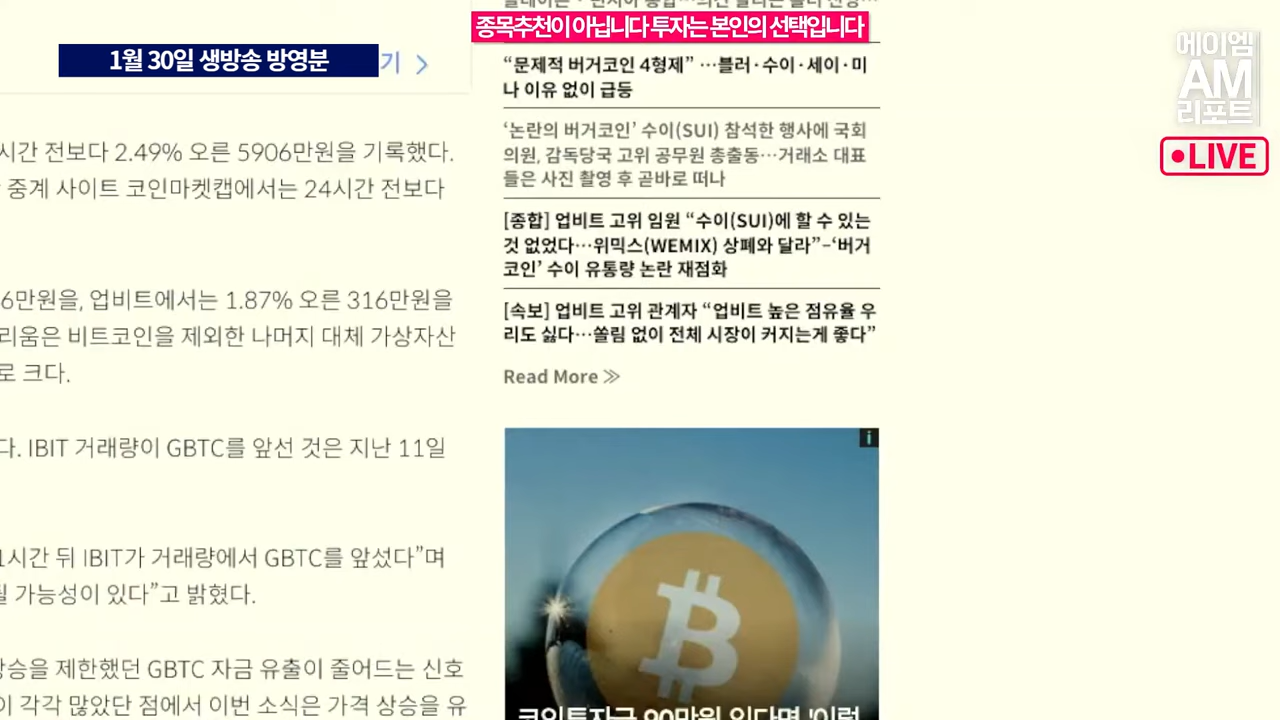 종목추천이 아닙니다 투자는 본인의 선택입니다
1월 30일 생방송 방영분
기 >
에이엠
AM
리포트
LIVE
시간 전보다 2.49% 오른 5906만원을 기록했다.
중계 사이트 코인마켓캡에서는 24시간 전보다
6만원을, 업비트에서는 1.87% 오른 316만원을
리움은 비트코인을 제외한 나머지 대체 가상자산
로 크다.
다. IBIT 거래량이 GBTC를 앞선 것은 지난 11일
1시간 뒤 IBIT가 거래량에서 GBTC를 앞섰다”며
될 가능성이 있다”고 밝혔다.
상승을 제한했던 GBTC 자금 유출이 줄어드는 신호
이 각각 많았단 점에서 이번 소식은 가격 상승을 유
“문제적 버거코인 4형제” …블러·수이·세이·미
나 이유 없이 급등
‘논란의 버거코인’ 수이(SUI) 참석한 행사에 국회
의원, 감독당국 고위 공무원 총출동…거래소 대표
들은 사진 촬영 후 곧바로 떠나
[종합] 업비트 고위 임원 “수이(SUI)에 할 수 있는
것 없었다…위믹스(WEMIX) 상폐와 달라”-‘버거
코인’ 수이 유통량 논란 재점화
[속보] 업비트 고위 관계자 “업비트 높은 점유율 우
리도 싫다…쏠림 없이 전체 시장이 커지는게 좋다”
Read More ≫
코인투자금 90만원 있다면 '이럴